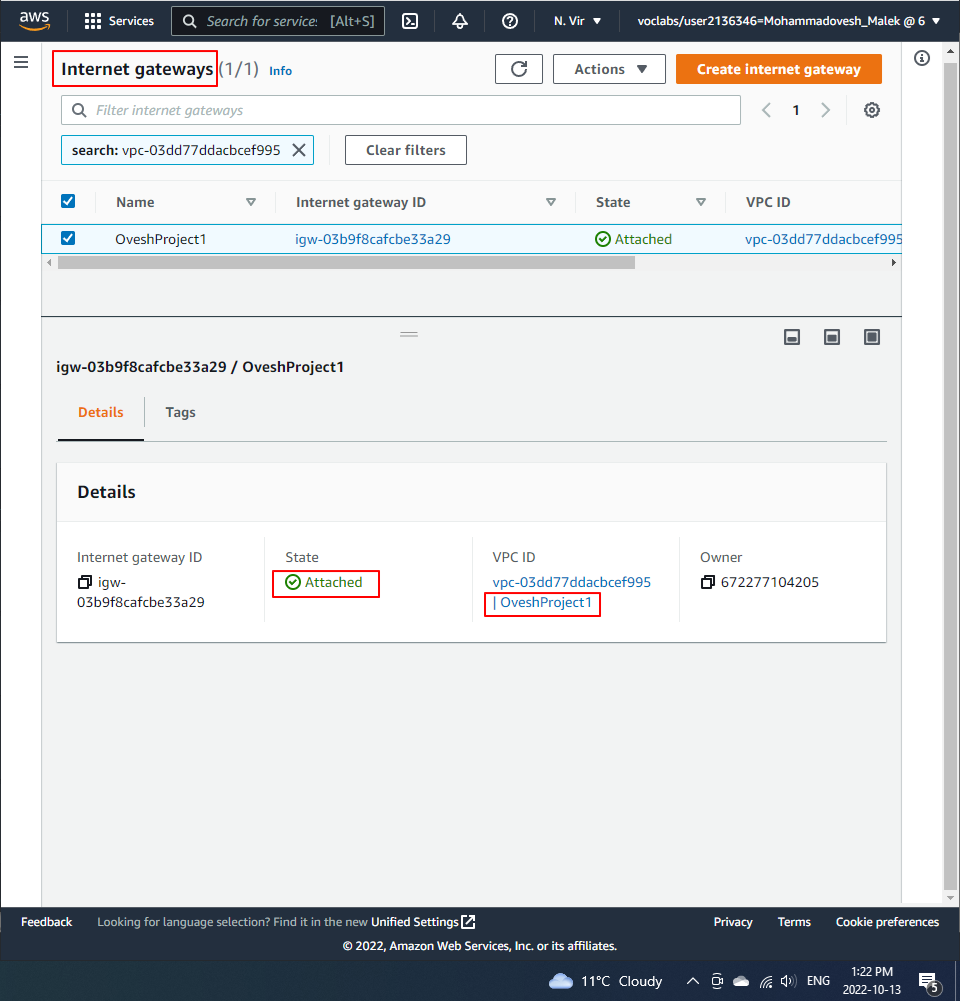 aws Services Search for service: [Alt+S] N. Vir voclabs/user2136346=Mohammadovesh_Malek @ 6
Internet gateways (1/1) Info Actions Create internet gateway
Filter internet gateways 1
search: vpc-03dd77ddacbcef995 Clear filters
Name Internet gateway ID State VPC ID
OveshProject1 igw-03b9f8cafcbe33a29 Attached vpc-03dd77ddacbcef995
igw-03b9f8cafcbe33a29 / OveshProject1
Details Tags
Details
Internet gateway ID State VPC ID Owner
igw- Attached vpc-03dd77ddacbcef995 672277104205
03b9f8cafcbe33a29 | OveshProject1
Feedback Looking for language selection? Find it in the new Unified Settings Privacy Terms Cookie preferences
© 2022, Amazon Web Services, Inc. or its affiliates.
11°C Cloudy ENG 1:22 PM
2022-10-13 5